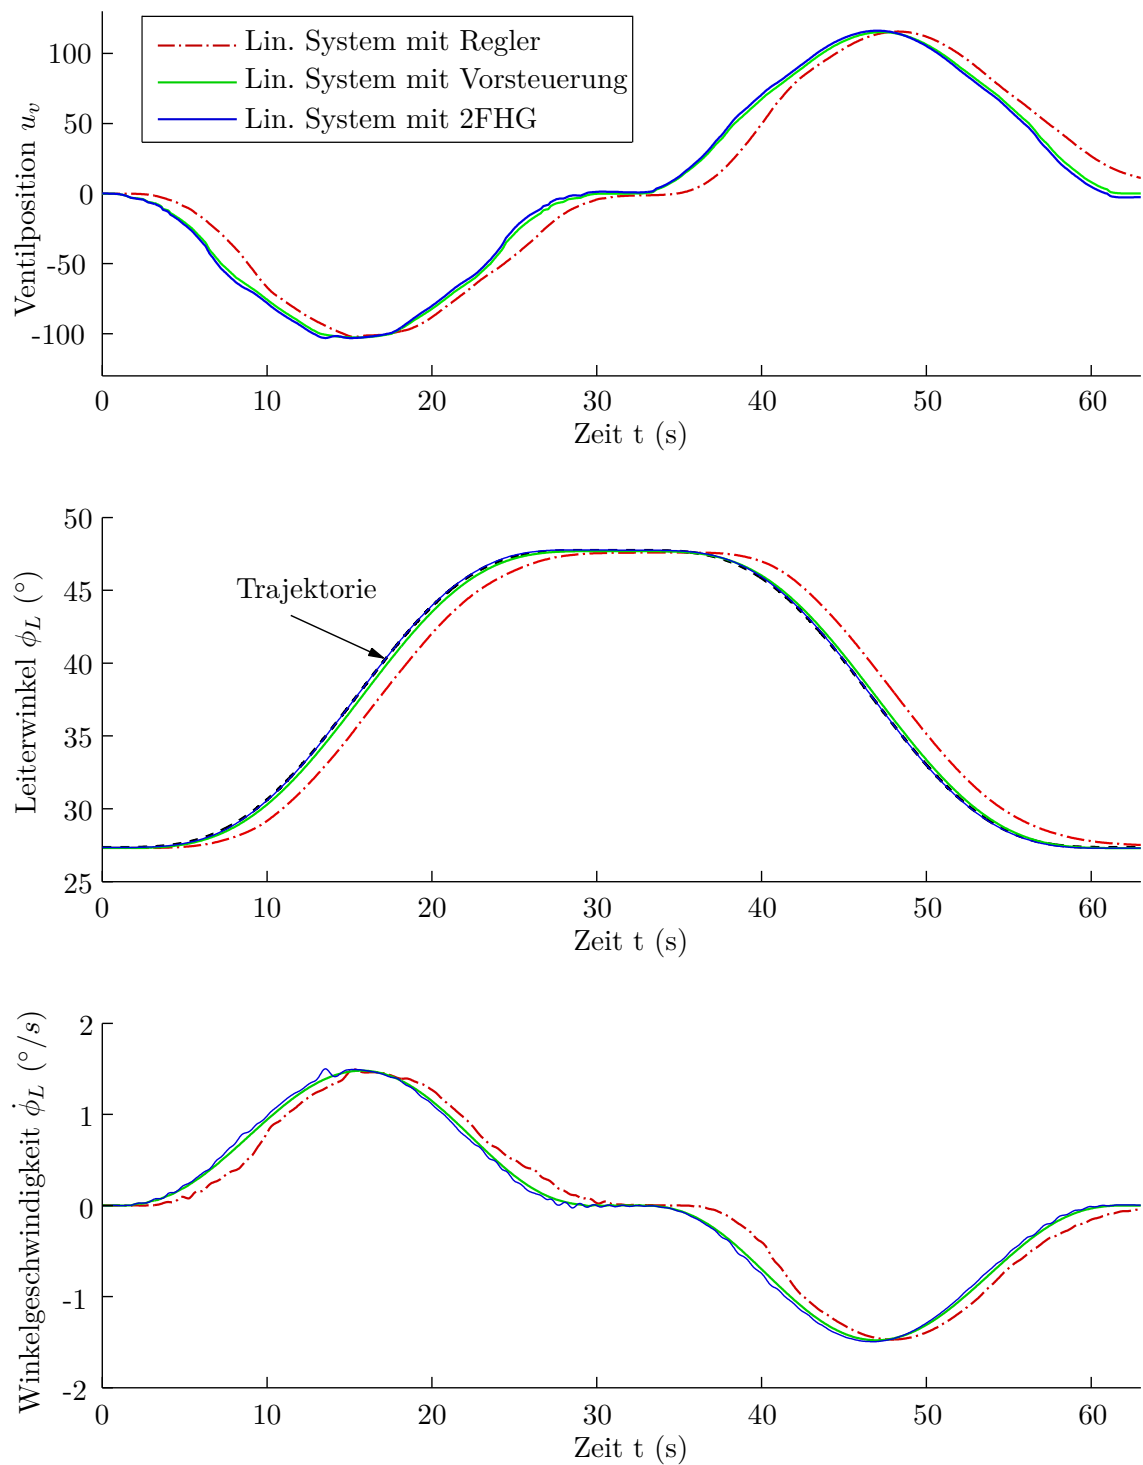 Lin. System mit Regler
Lin. System mit Vorsteuerung
Lin. System mit 2FHG
Ventilposition u_v
100
50
0
-50
-100
0 10 20 30 40 50 60
Zeit t (s)
Leiterwinkel ϕ_L (°)
50
45
40
35
30
25
Trajektorie
0 10 20 30 40 50 60
Zeit t (s)
Winkelgeschwindigkeit ϕ̇_L (°/s)
2
1
0
-1
-2
0 10 20 30 40 50 60
Zeit t (s)